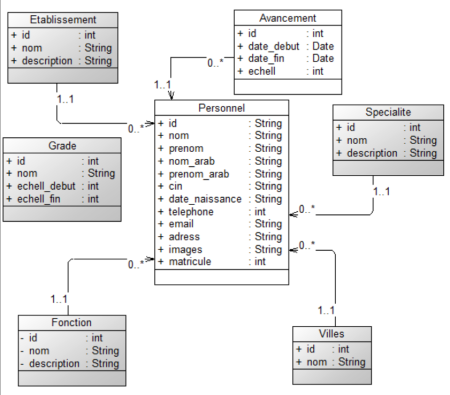 Etablissement
+ id : int
+ nom : String
+ description : String
Avancement
+ id : int
+ date_debut : Date
+ date_fin : Date
+ echell : int
0..*
1..1
1..1
0..*
Personnel
+ id : String
+ nom : String
+ prenom : String
+ nom_arab : String
+ prenom_arab : String
+ cin : String
+ date_naissance : String
+ telephone : int
+ email : String
+ adress : String
+ images : String
+ matricule : int
Specialite
+ id : int
+ nom : String
+ description : String
1..1
0..*
Grade
+ id : int
+ nom : String
+ echell_debut : int
+ echell_fin : int
0..*
0..*
1..1
1..1
Fonction
- id : int
- nom : String
- description : String
Villes
+ id : int
+ nom : String